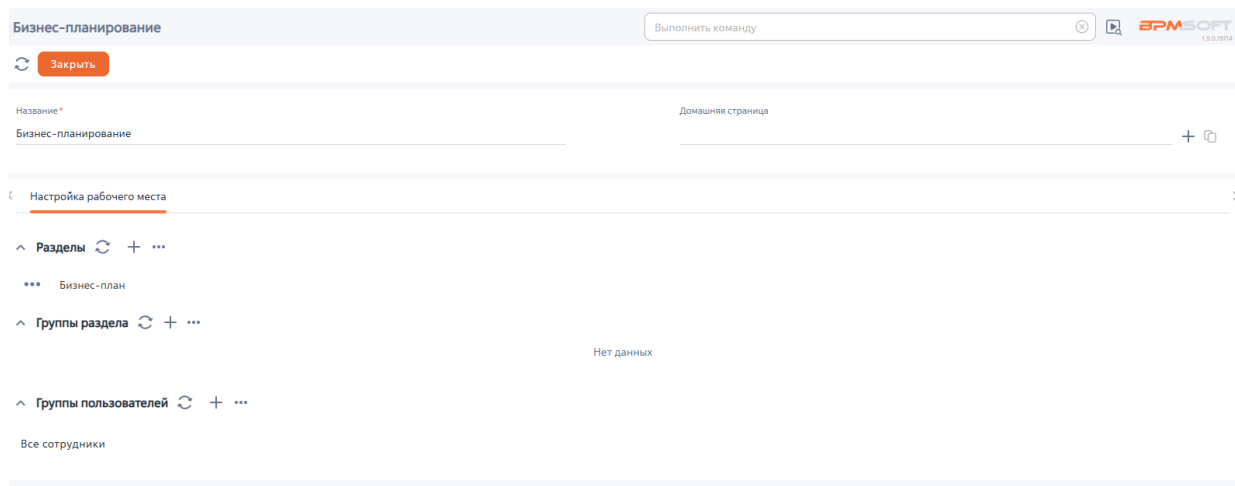 Бизнес-планирование
Выполнить команду
BPMSOFT
1.9.0.19114
Закрыть
Название*
Домашняя страница
Бизнес-планирование
Настройка рабочего места
Разделы
Бизнес-план
Группы раздела
Нет данных
Группы пользователей
Все сотрудники